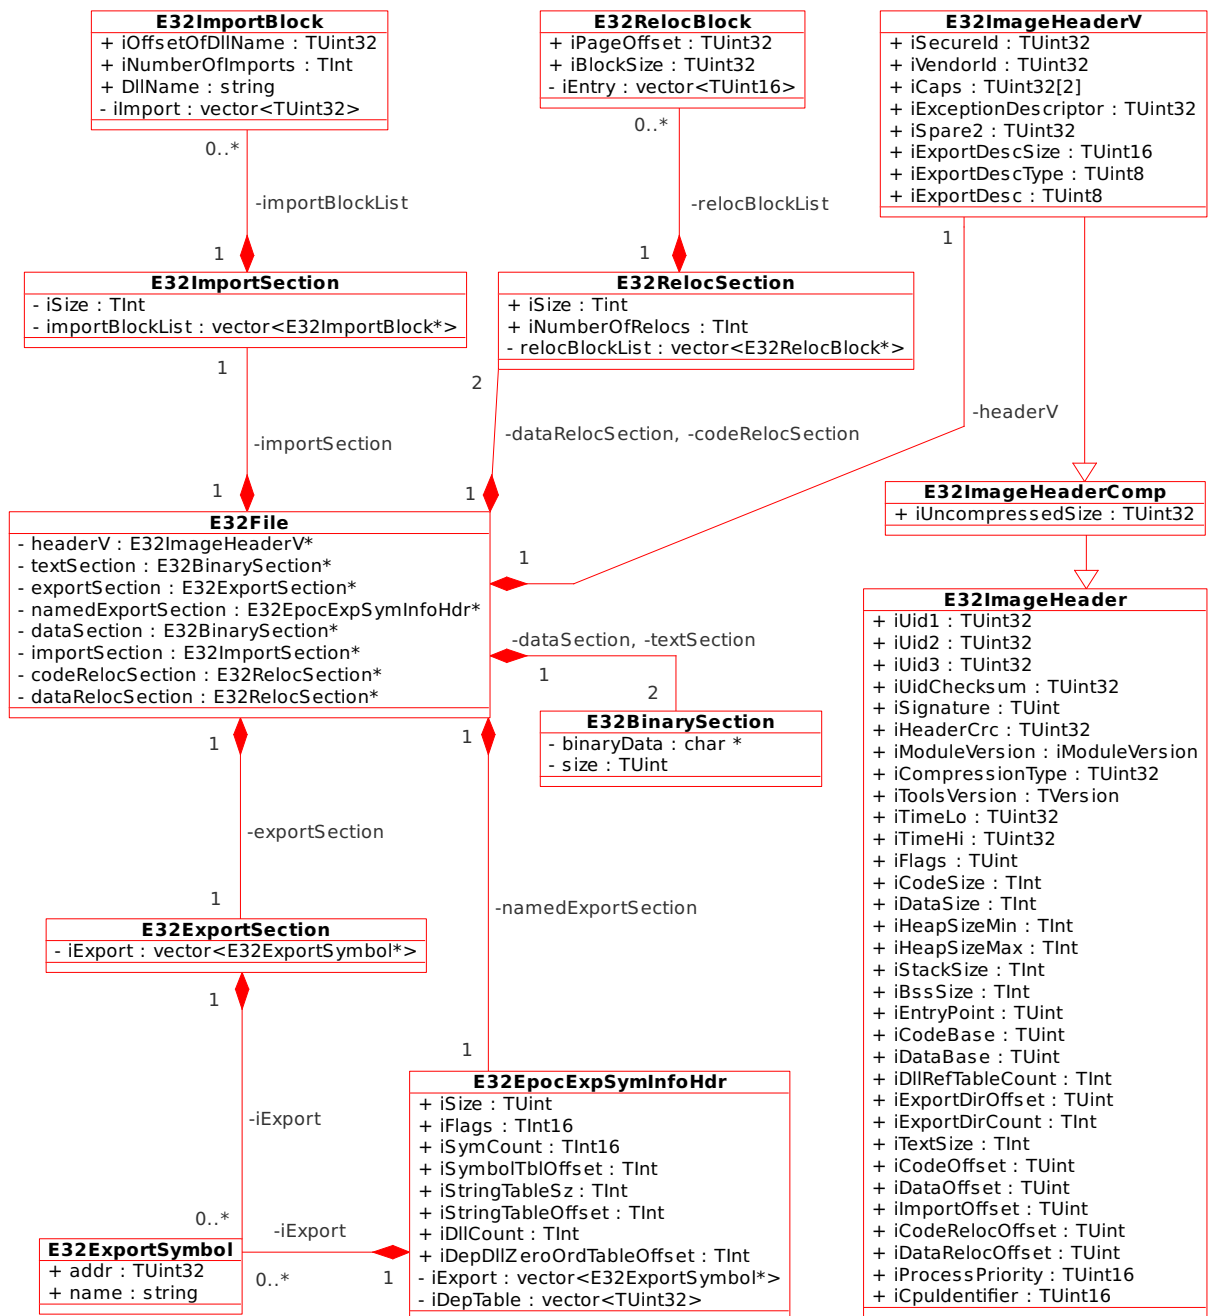 E32ImportBlock
+ iOffsetOfDllName : TUint32
+ iNumberOfImports : TInt
+ DllName : string
- iImport : vector<TUint32>
E32RelocBlock
+ iPageOffset : TUint32
+ iBlockSize : TUint32
- iEntry : vector<TUint16>
E32ImageHeaderV
+ iSecureId : TUint32
+ iVendorId : TUint32
+ iCaps : TUint32[2]
+ iExceptionDescriptor : TUint32
+ iSpare2 : TUint32
+ iExportDescSize : TUint16
+ iExportDescType : TUint8
+ iExportDesc : TUint8
0..*
-importBlockList
1
0..*
-relocBlockList
1
1
E32ImportSection
- iSize : TInt
- importBlockList : vector<E32ImportBlock*>
E32RelocSection
+ iSize : Tint
+ iNumberOfRelocs : TInt
- relocBlockList : vector<E32RelocBlock*>
1
-importSection
1
2
-dataRelocSection, -codeRelocSection
1
-headerV
1
E32ImageHeaderComp
+ iUncompressedSize : TUint32
E32File
- headerV : E32ImageHeaderV*
- textSection : E32BinarySection*
- exportSection : E32ExportSection*
- namedExportSection : E32EpocExpSymInfoHdr*
- dataSection : E32BinarySection*
- importSection : E32ImportSection*
- codeRelocSection : E32RelocSection*
- dataRelocSection : E32RelocSection*
-dataSection, -textSection
1
2
E32BinarySection
- binaryData : char *
- size : TUint
E32ImageHeader
+ iUid1 : TUint32
+ iUid2 : TUint32
+ iUid3 : TUint32
+ iUidChecksum : TUint32
+ iSignature : TUint
+ iHeaderCrc : TUint32
+ iModuleVersion : iModuleVersion
+ iCompressionType : TUint32
+ iToolsVersion : TVersion
+ iTimeLo : TUint32
+ iTimeHi : TUint32
+ iFlags : TUint
+ iCodeSize : TInt
+ iDataSize : TInt
+ iHeapSizeMin : TInt
+ iHeapSizeMax : TInt
+ iStackSize : TInt
+ iBssSize : TInt
+ iEntryPoint : TUint
+ iCodeBase : TUint
+ iDataBase : TUint
+ iDllRefTableCount : TInt
+ iExportDirOffset : TUint
+ iExportDirCount : TInt
+ iTextSize : TInt
+ iCodeOffset : TUint
+ iDataOffset : TUint
+ iImportOffset : TUint
+ iCodeRelocOffset : TUint
+ iDataRelocOffset : TUint
+ iProcessPriority : TUint16
+ iCpuIdentifier : TUint16
1
-exportSection
1
1
-namedExportSection
1
E32ExportSection
- iExport : vector<E32ExportSymbol*>
1
-iExport
0..*
E32EpocExpSymInfoHdr
+ iSize : TUint
+ iFlags : TInt16
+ iSymCount : TInt16
+ iSymbolTblOffset : TInt
+ iStringTableSz : TInt
+ iStringTableOffset : TInt
+ iDllCount : TInt
+ iDepDllZeroOrdTableOffset : TInt
- iExport : vector<E32ExportSymbol*>
- iDepTable : vector<TUint32>
-iExport
0..*
1
E32ExportSymbol
+ addr : TUint32
+ name : string